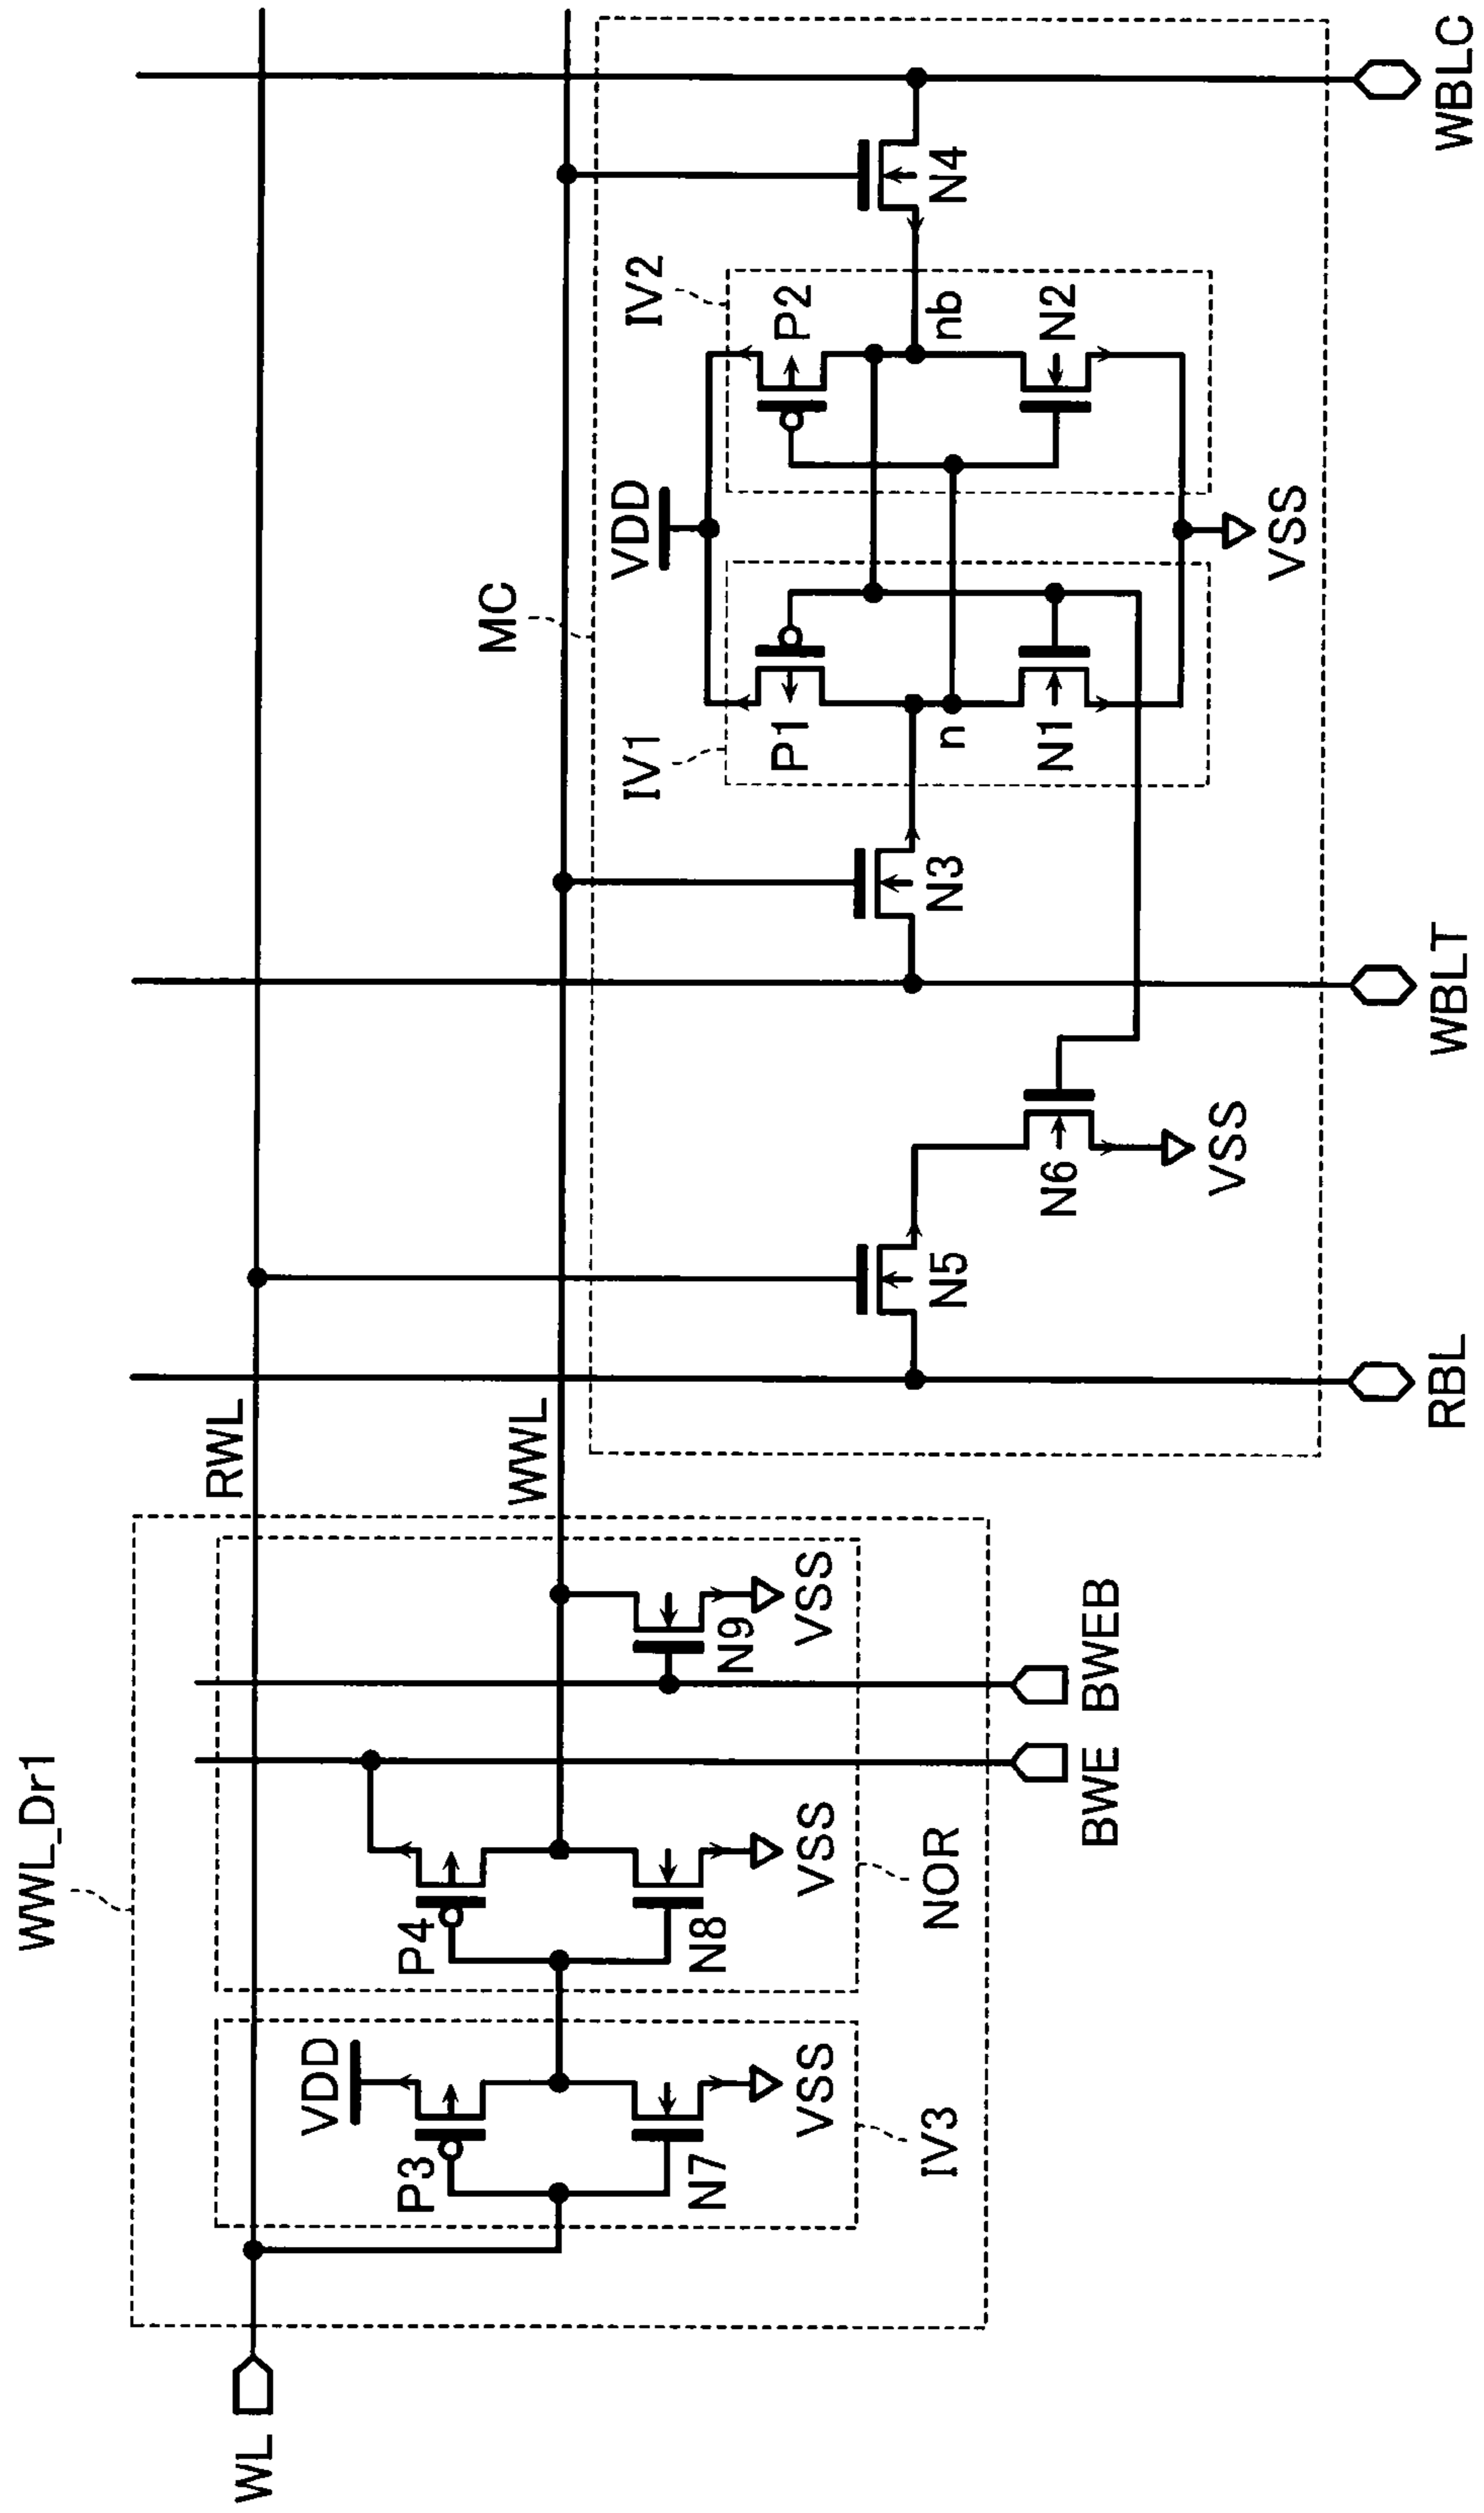 WWL_Dr1
WL
RWL
WWL
MC
VDD
P3
N7
VSS
IV3
P4
N8
VSS
NOR
N9
VSS
BWE
BWEB
N5
N6
VSS
RBL
N3
WBLT
IV1
P1
n
N1
VDD
VSS
IV2
P2
nb
N2
N4
WBLC